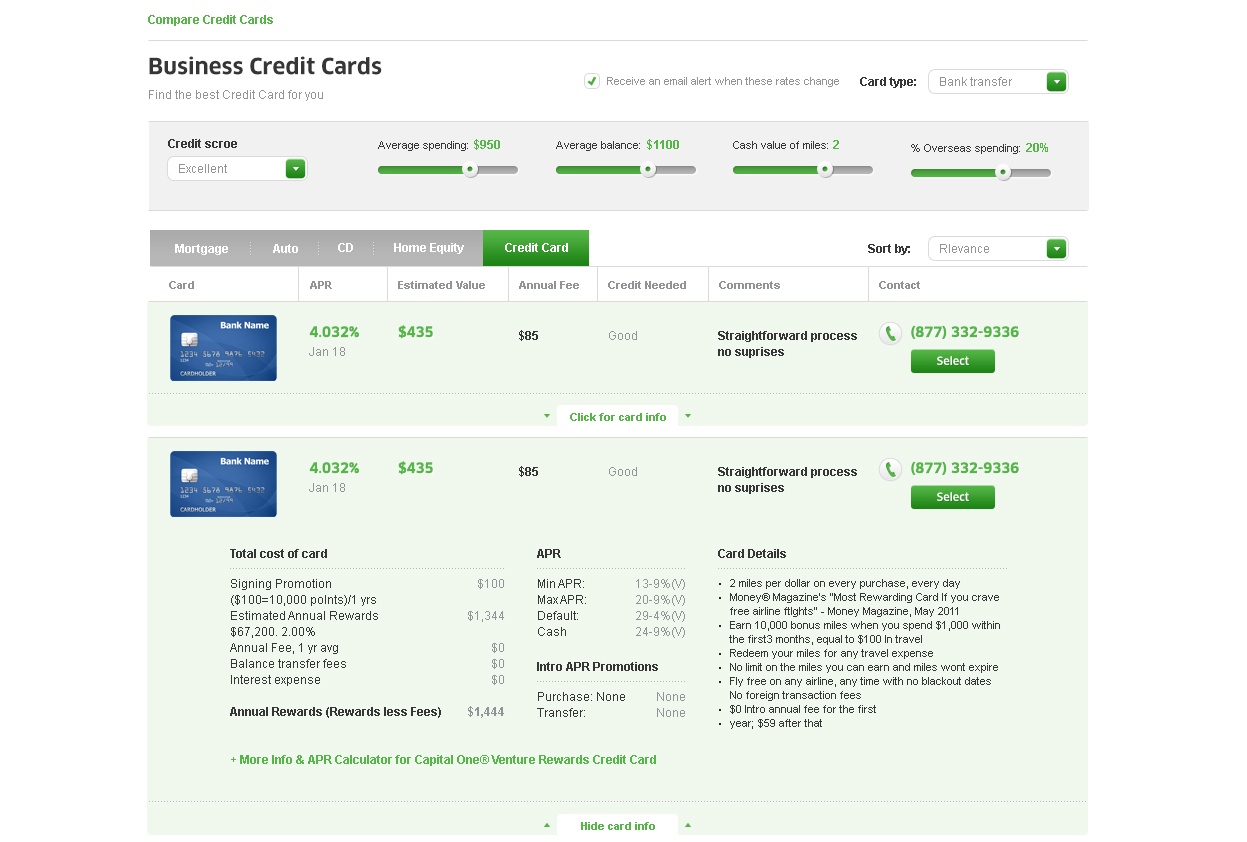 Compare Credit Cards
Business Credit Cards
Find the best Credit Card for you
Receive an email alert when these rates change
Card type:
Bank transfer
Credit scroe
Excellent
Average spending: $950
Average balance: $1100
Cash value of miles: 2
% Overseas spending: 20%
Mortgage
Auto
CD
Home Equity
Credit Card
Sort by:
Rlevance
Card
APR
Estimated Value
Annual Fee
Credit Needed
Comments
Contact
Bank Name
1234 5678 9876 5432
12/99
CARDHOLDER
4.032%
Jan 18
$435
$85
Good
Straightforward process
no suprises
(877) 332-9336
Select
Click for card info
Bank Name
1234 5678 9876 5432
12/99
CARDHOLDER
4.032%
Jan 18
$435
$85
Good
Straightforward process
no suprises
(877) 332-9336
Select
Total cost of card
Signing Promotion $100
($100=10,000 points)/1 yrs
Estimated Annual Rewards $1,344
$67,200. 2.00%
Annual Fee, 1 yr avg $0
Balance transfer fees $0
Interest expense $0
Annual Rewards (Rewards less Fees) $1,444
APR
Min APR: 13-9%(V)
Max APR: 20-9%(V)
Default: 29-4%(V)
Cash 24-9%(V)
Intro APR Promotions
Purchase: None None
Transfer: None
Card Details
• 2 miles per dollar on every purchase, every day
• Money® Magazine's "Most Rewarding Card If you crave
free airline ftlghts" - Money Magazine, May 2011
• Earn 10,000 bonus miles when you spend $1,000 within
the first3 months, equal to $100 ln travel
• Redeem your miles for any travel expense
• No limit on the miles you can earn and miles wont expire
• Fly free on any airline, any time with no blackout dates
No foreign transaction fees
• $0 Intro annual fee for the first
• year; $59 after that
+ More Info & APR Calculator for Capital One® Venture Rewards Credit Card
Hide card info